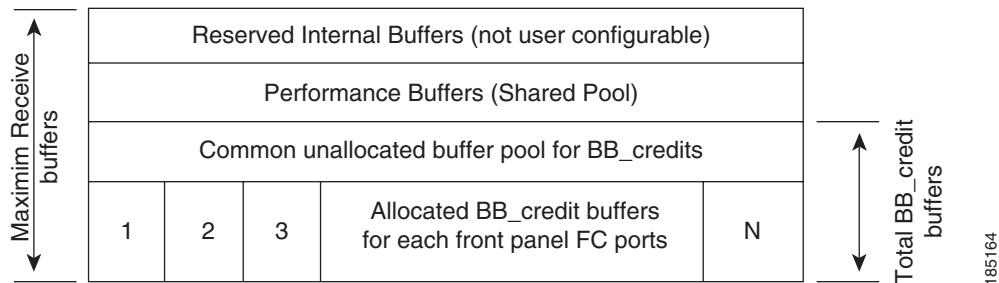 Maximim Receive
buffers
Reserved Internal Buffers (not user configurable)
Performance Buffers (Shared Pool)
Common unallocated buffer pool for BB_credits
1
2
3
Allocated BB_credit buffers
for each front panel FC ports
N
Total BB_credit
buffers
185164